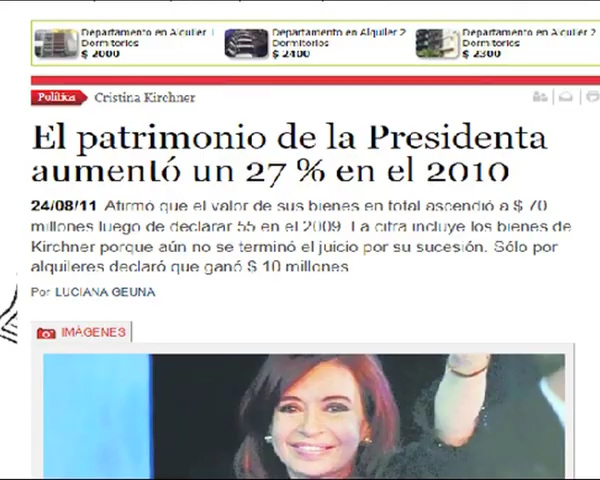 Departamento en Alquiler 1
Dormitorios
$ 2000
Departamento en Alquiler 2
Dormitorios
$ 2400
Departamento en Alquiler 2
Dormitorios
$ 2300
Política Cristina Kirchner
El patrimonio de la Presidenta
aumentó un 27 % en el 2010
24/08/11 Afirmó que el valor de sus bienes en total ascendió a $ 70
millones luego de declarar 55 en el 2009. La cifra incluye los bienes de
Kirchner porque aún no se terminó el juicio por su sucesión. Sólo por
alquileres declaró que ganó $ 10 millones
Por LUCIANA GEUNA
IMÁGENES